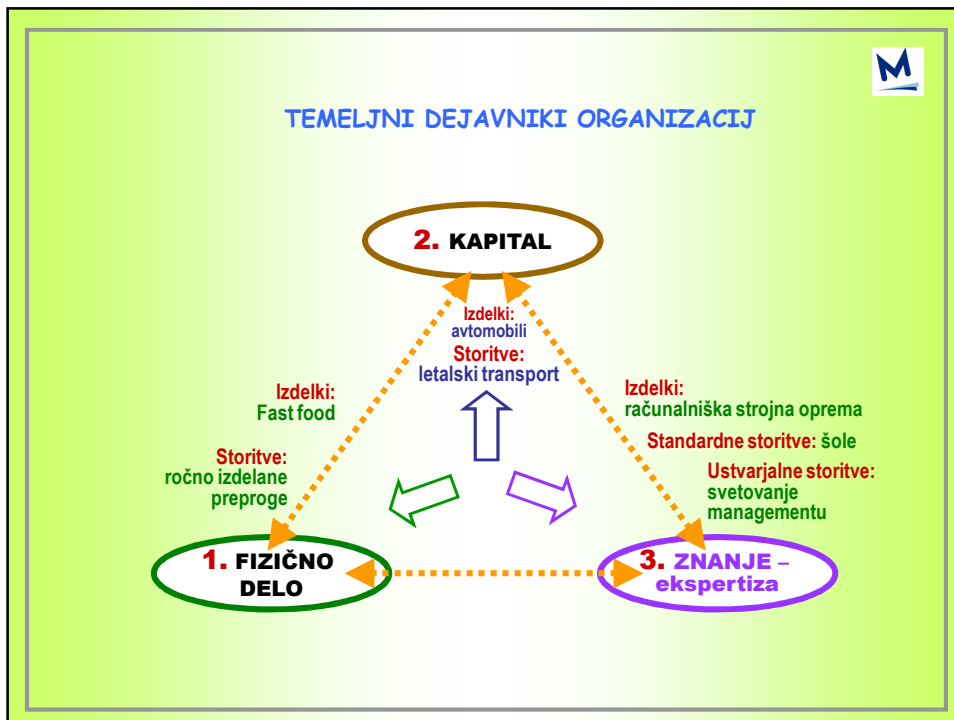 M
TEMELJNI DEJAVNIKI ORGANIZACIJ
2. KAPITAL
Izdelki:
avtomobili
Storitve:
letalski transport
Izdelki:
Fast food
Storitve:
ročno izdelane
preproge
Izdelki:
računalniška strojna oprema
Standardne storitve: šole
Ustvarjalne storitve:
svetovanje
managementu
1. FIZIČNO
DELO
3. ZNANJE –
ekspertiza